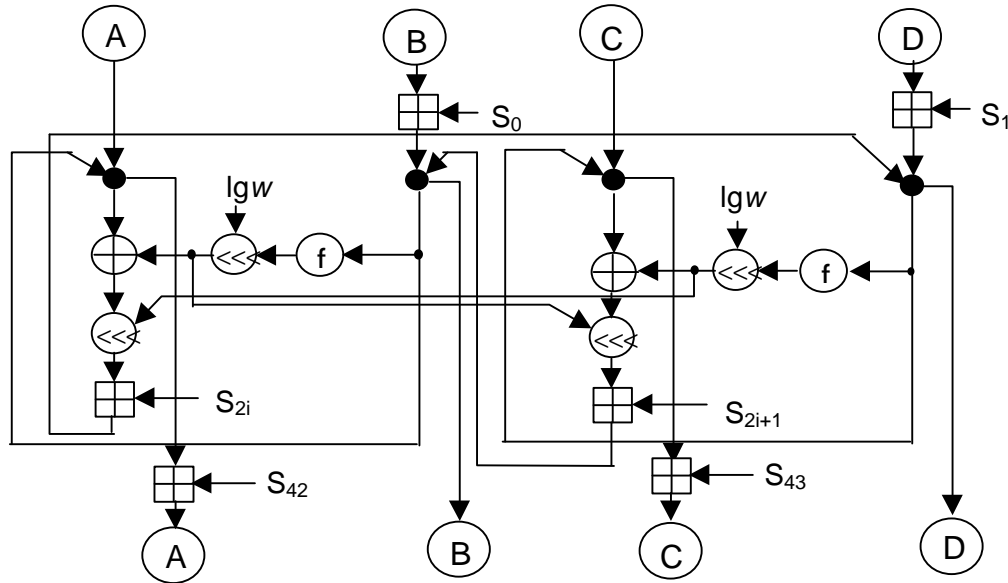 A
B
C
D
S0
S1
lgw
lgw
<<<
f
<<<
f
<<<
<<<
S2i
S2i+1
S42
S43
A
B
C
D